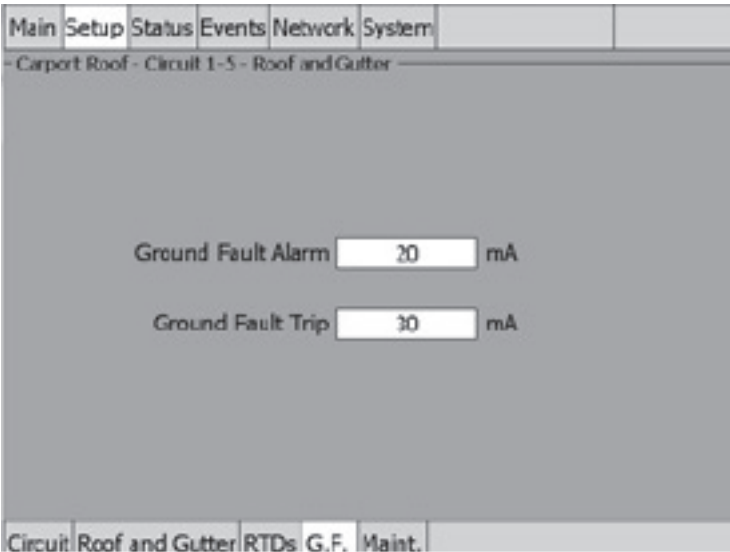 Main Setup Status Events Network System
Carport Roof - Circuit 1-5 - Roof and Gutter
Ground Fault Alarm 20 mA
Ground Fault Trip 30 mA
Circuit Roof and Gutter RTDs G.F. Maint.